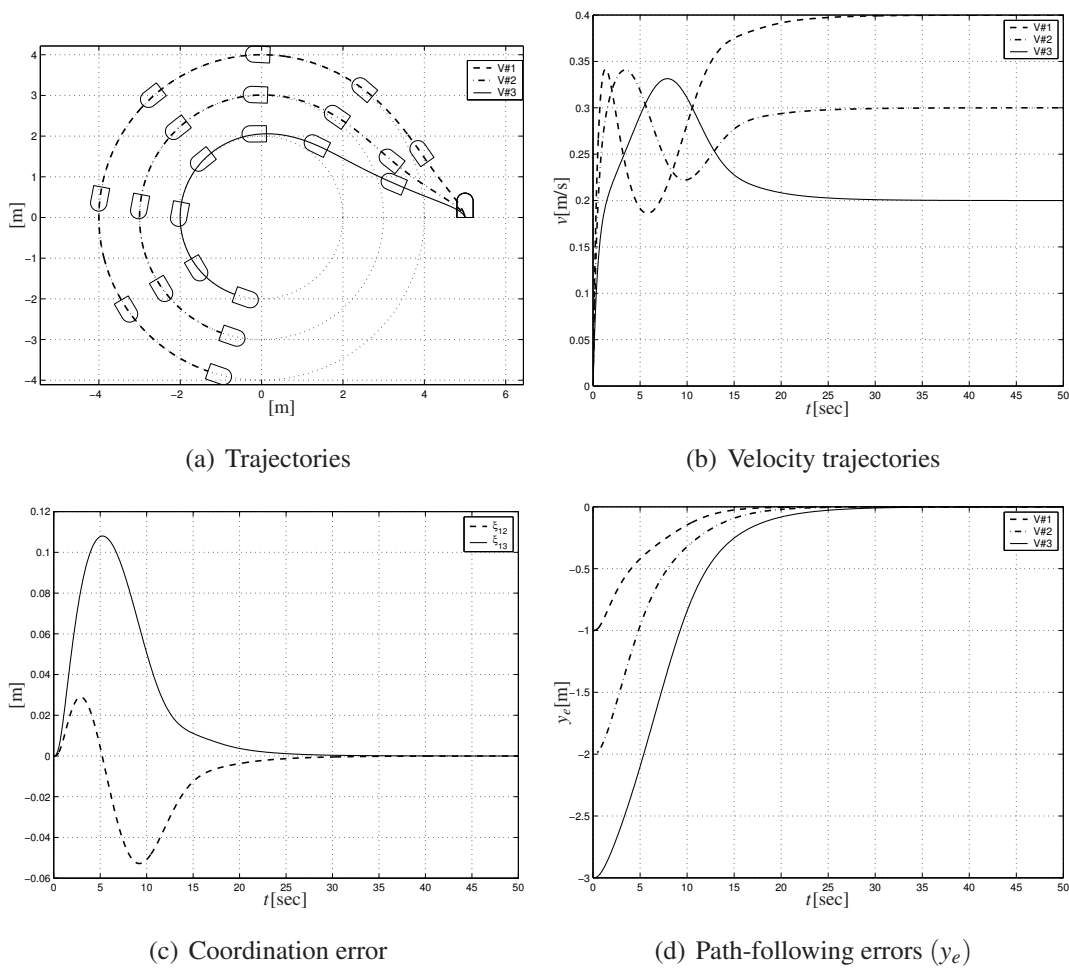 4
3
2
1
0
−1
−2
−3
−4
−4 −2 0 2 4 6
[m]
[m]
V#1
V#2
V#3
(a) Trajectories
0.4
0.35
0.3
0.25
0.2
0.15
0.1
0.05
0
0 5 10 15 20 25 30 35 40 45 50
v[m/s]
t[sec]
V#1
V#2
V#3
(b) Velocity trajectories
0.12
0.1
0.08
0.06
0.04
0.02
0
−0.02
−0.04
−0.06
0 5 10 15 20 25 30 35 40 45 50
[m]
t[sec]
ξ12
ξ13
(c) Coordination error
0
−0.5
−1
−1.5
−2
−2.5
−3
0 5 10 15 20 25 30 35 40 45 50
ye[m]
t[sec]
V#1
V#2
V#3
(d) Path-following errors (ye)